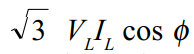 √3 V_L I_L cos ϕ